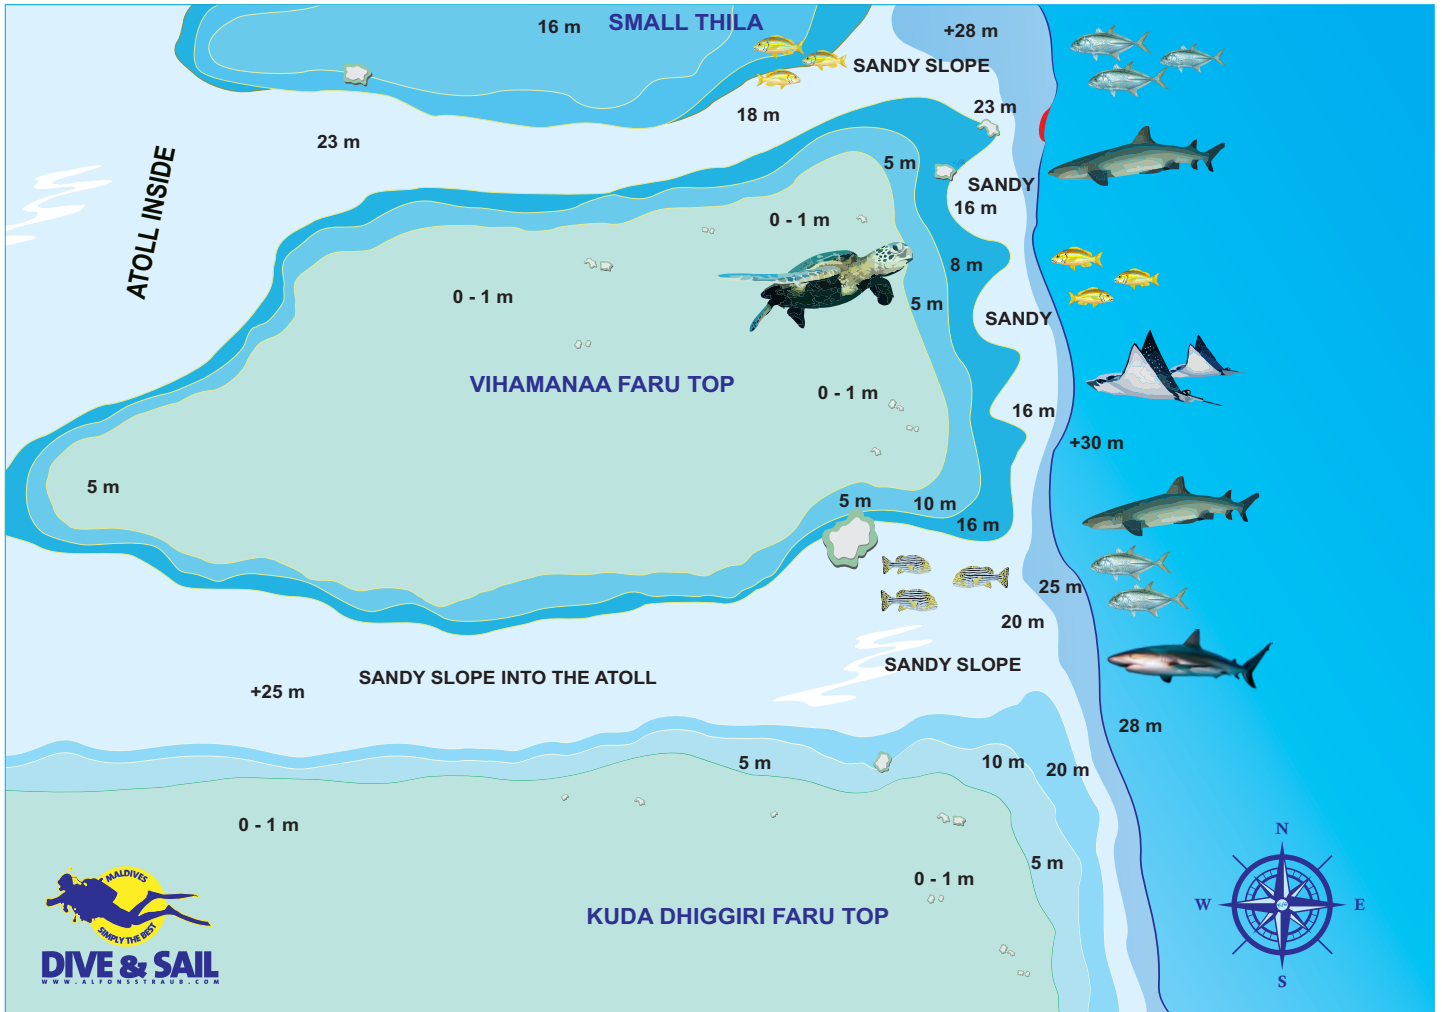 16 m
SMALL THILA
+28 m
SANDY SLOPE
23 m
18 m
23 m
ATOLL INSIDE
5 m
SANDY
16 m
0 - 1 m
8 m
0 - 1 m
5 m
SANDY
VIHAMANAA FARU TOP
0 - 1 m
16 m
+30 m
5 m
5 m
10 m
16 m
25 m
20 m
SANDY SLOPE
SANDY SLOPE INTO THE ATOLL
+25 m
28 m
5 m
10 m
20 m
0 - 1 m
5 m
0 - 1 m
KUDA DHIGGIRI FARU TOP
N
W
E
S
MALDIVES
SIMPLY THE BEST
DIVE & SAIL
WWW.ALFONSSTRAUB.COM